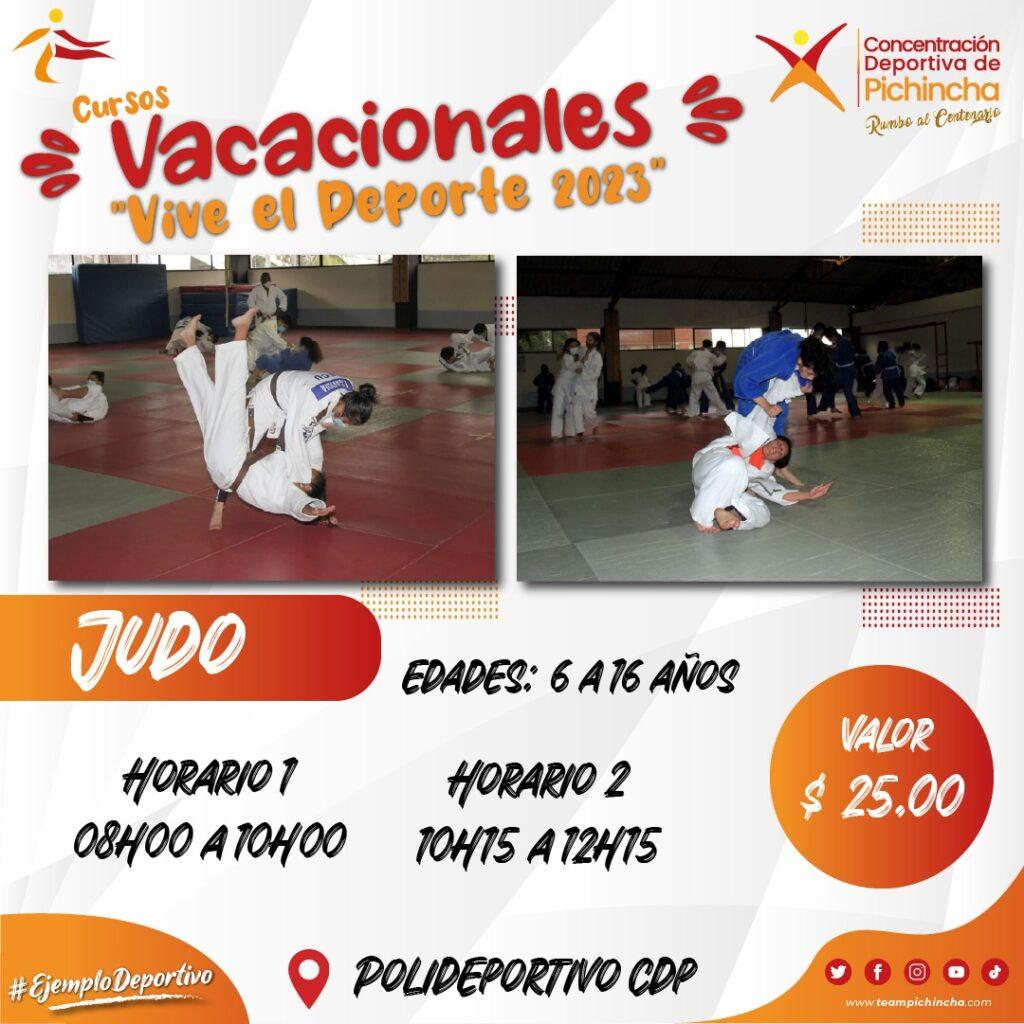 Cursos
Vacacionales
"Vive el Deporte 2023"
Concentración
Deportiva de
Pichincha
Rumbo al Centenario
JUDO
EDADES: 6 A 16 AÑOS
HORARIO 1
08H00 A 10H00
HORARIO 2
10H15 A 12H15
VALOR
$ 25.00
#EjemploDeportivo
POLIDEPORTIVO CDP
www.teampichincha.com